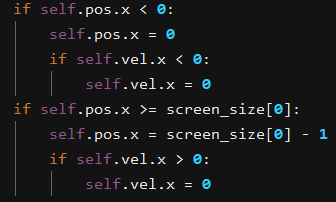 if self.pos.x < 0:
    self.pos.x = 0
    if self.vel.x < 0:
        self.vel.x = 0
if self.pos.x >= screen_size[0]:
    self.pos.x = screen_size[0] - 1
    if self.vel.x > 0:
        self.vel.x = 0